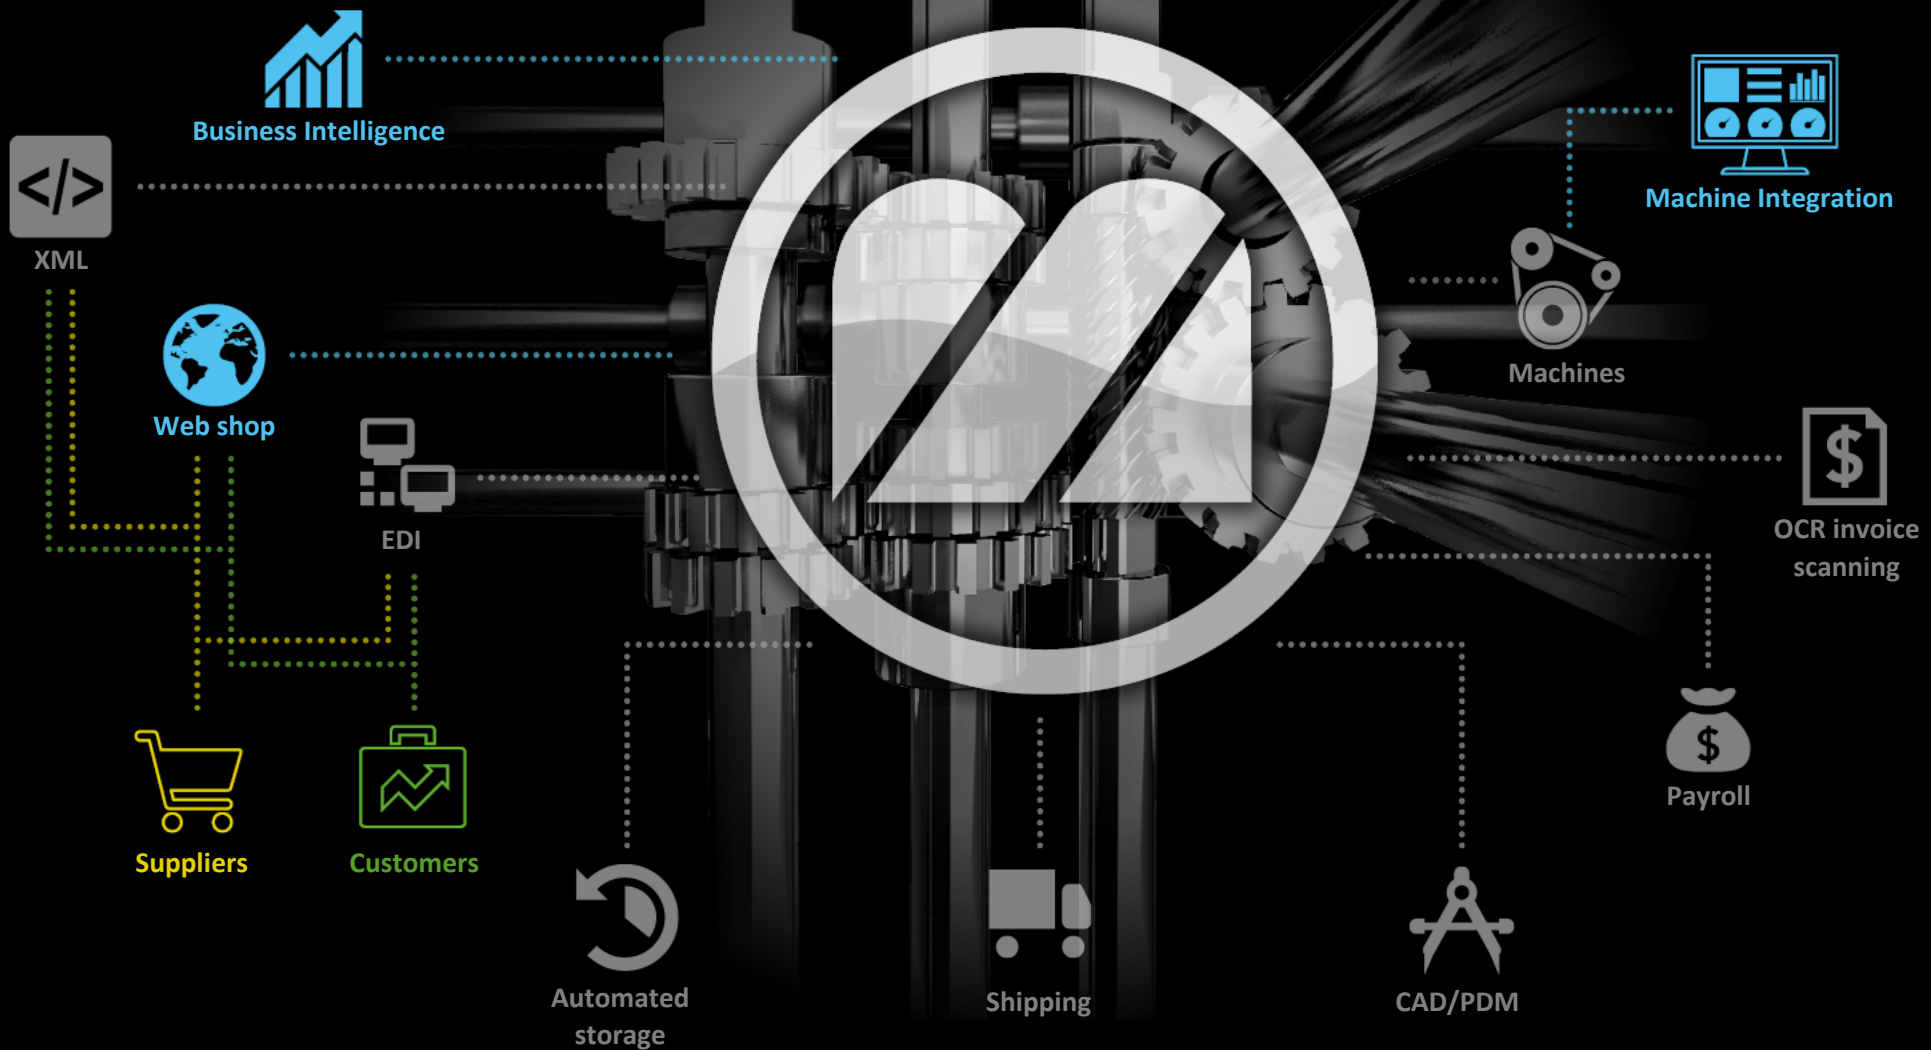 Business Intelligence
Machine Integration
</>
XML
Web shop
Machines
$
EDI
OCR invoice
scanning
$
Payroll
Suppliers
Customers
Automated
storage
Shipping
CAD/PDM